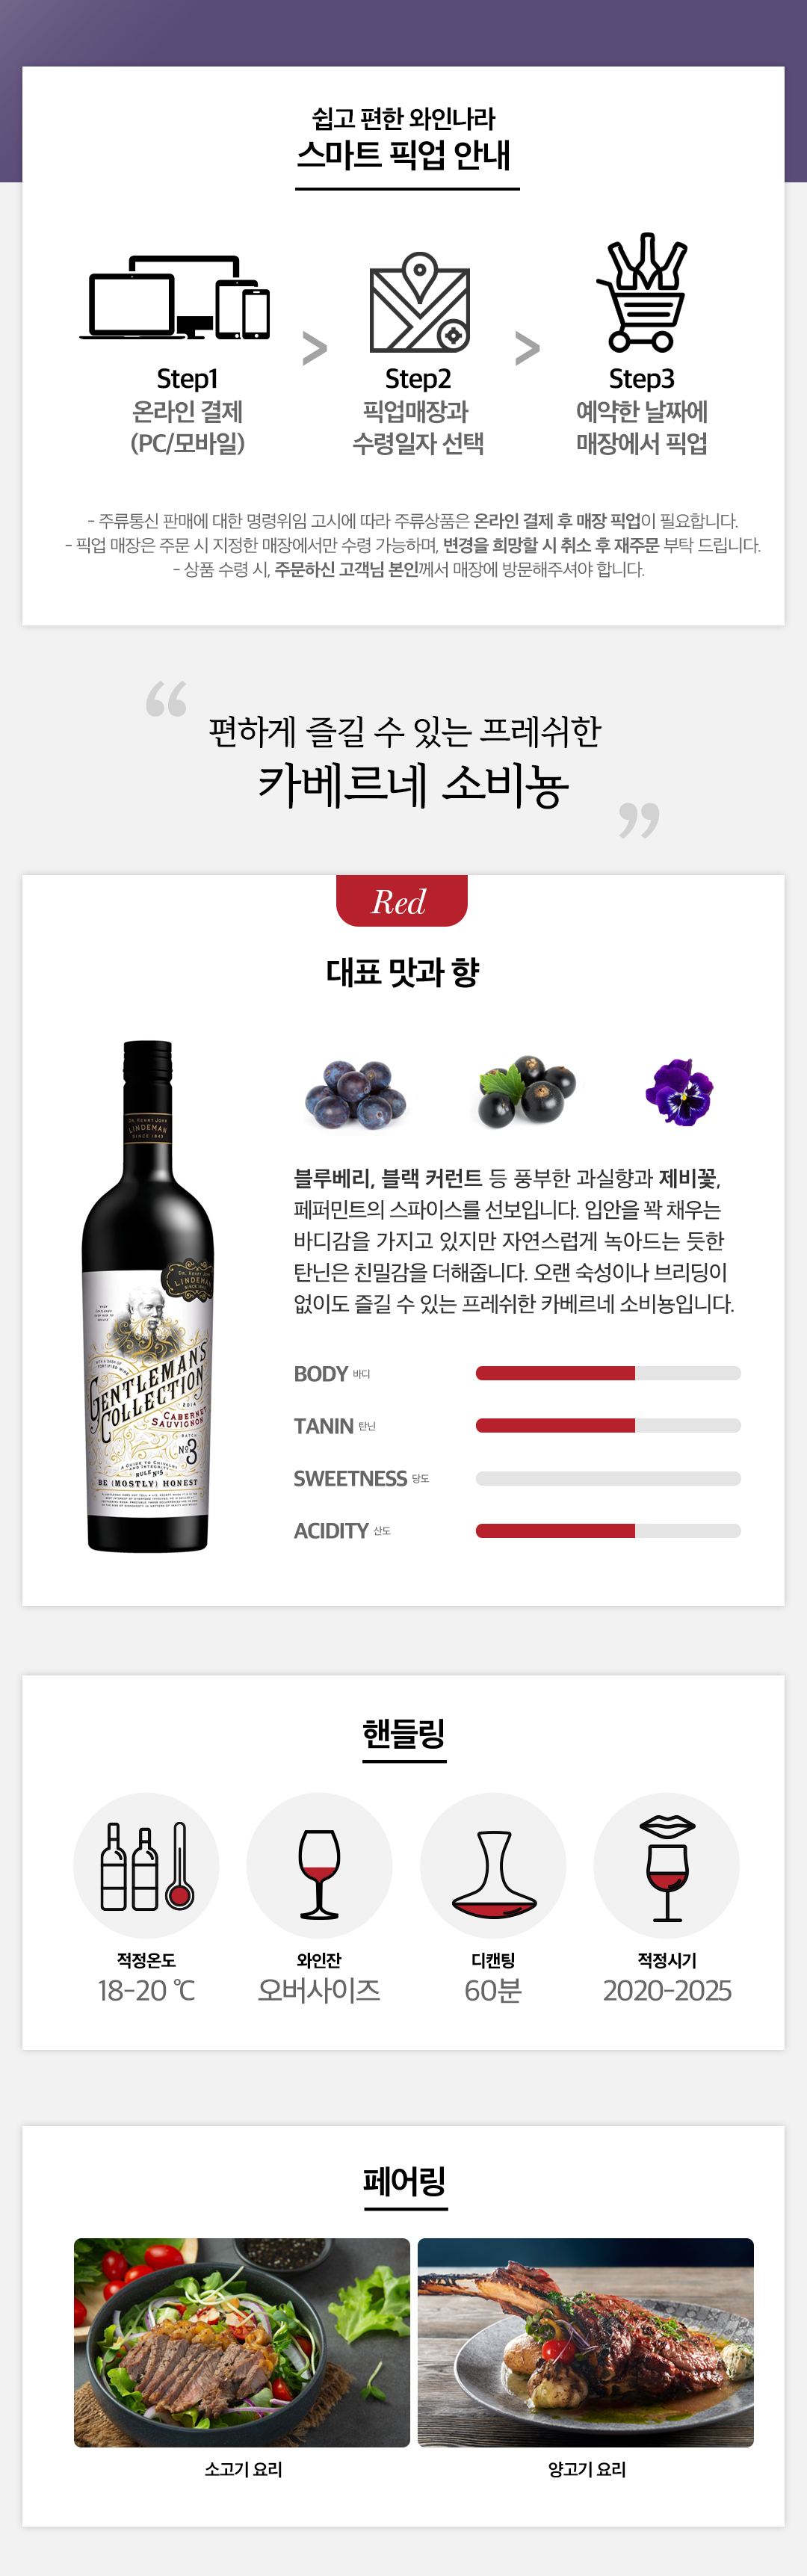 쉽고 편한 와인나라
스마트 픽업 안내
Step1
온라인 결제
(PC/모바일)
>
Step2
픽업매장과
수령일자 선택
>
Step3
예약한 날짜에
매장에서 픽업
- 주류통신 판매에 대한 명령위임 고시에 따라 주류상품은 온라인 결제 후 매장 픽업이 필요합니다.
- 픽업 매장은 주문 시 지정한 매장에서만 수령 가능하며, 변경을 희망할 시 취소 후 재주문 부탁 드립니다.
- 상품 수령 시, 주문하신 고객님 본인께서 매장에 방문해주셔야 합니다.
“ 편하게 즐길 수 있는 프레쉬한
카베르네 소비뇽 ”
Red
대표 맛과 향
DR. HENRY JOHN
LINDEMAN
SINCE 1843
DR. HENRY JOHN
LINDEMAN
SINCE 1843
GENTLEMAN'S
COLLECTION
2014
CABERNET
SAUVIGNON
BATCH
Nº3
A GUIDE TO CHIVALRY
AND INTEGRITY
RULE Nº5
BE (MOSTLY) HONEST
블루베리, 블랙 커런트 등 풍부한 과실향과 제비꽃,
페퍼민트의 스파이스를 선보입니다. 입안을 꽉 채우는
바디감을 가지고 있지만 자연스럽게 녹아드는 듯한
탄닌은 친밀감을 더해줍니다. 오랜 숙성이나 브리딩이
없이도 즐길 수 있는 프레쉬한 카베르네 소비뇽입니다.
BODY 바디
TANIN 탄닌
SWEETNESS 당도
ACIDITY 산도
핸들링
적정온도
18-20 ℃
와인잔
오버사이즈
디캔팅
60분
적정시기
2020-2025
페어링
소고기 요리
양고기 요리